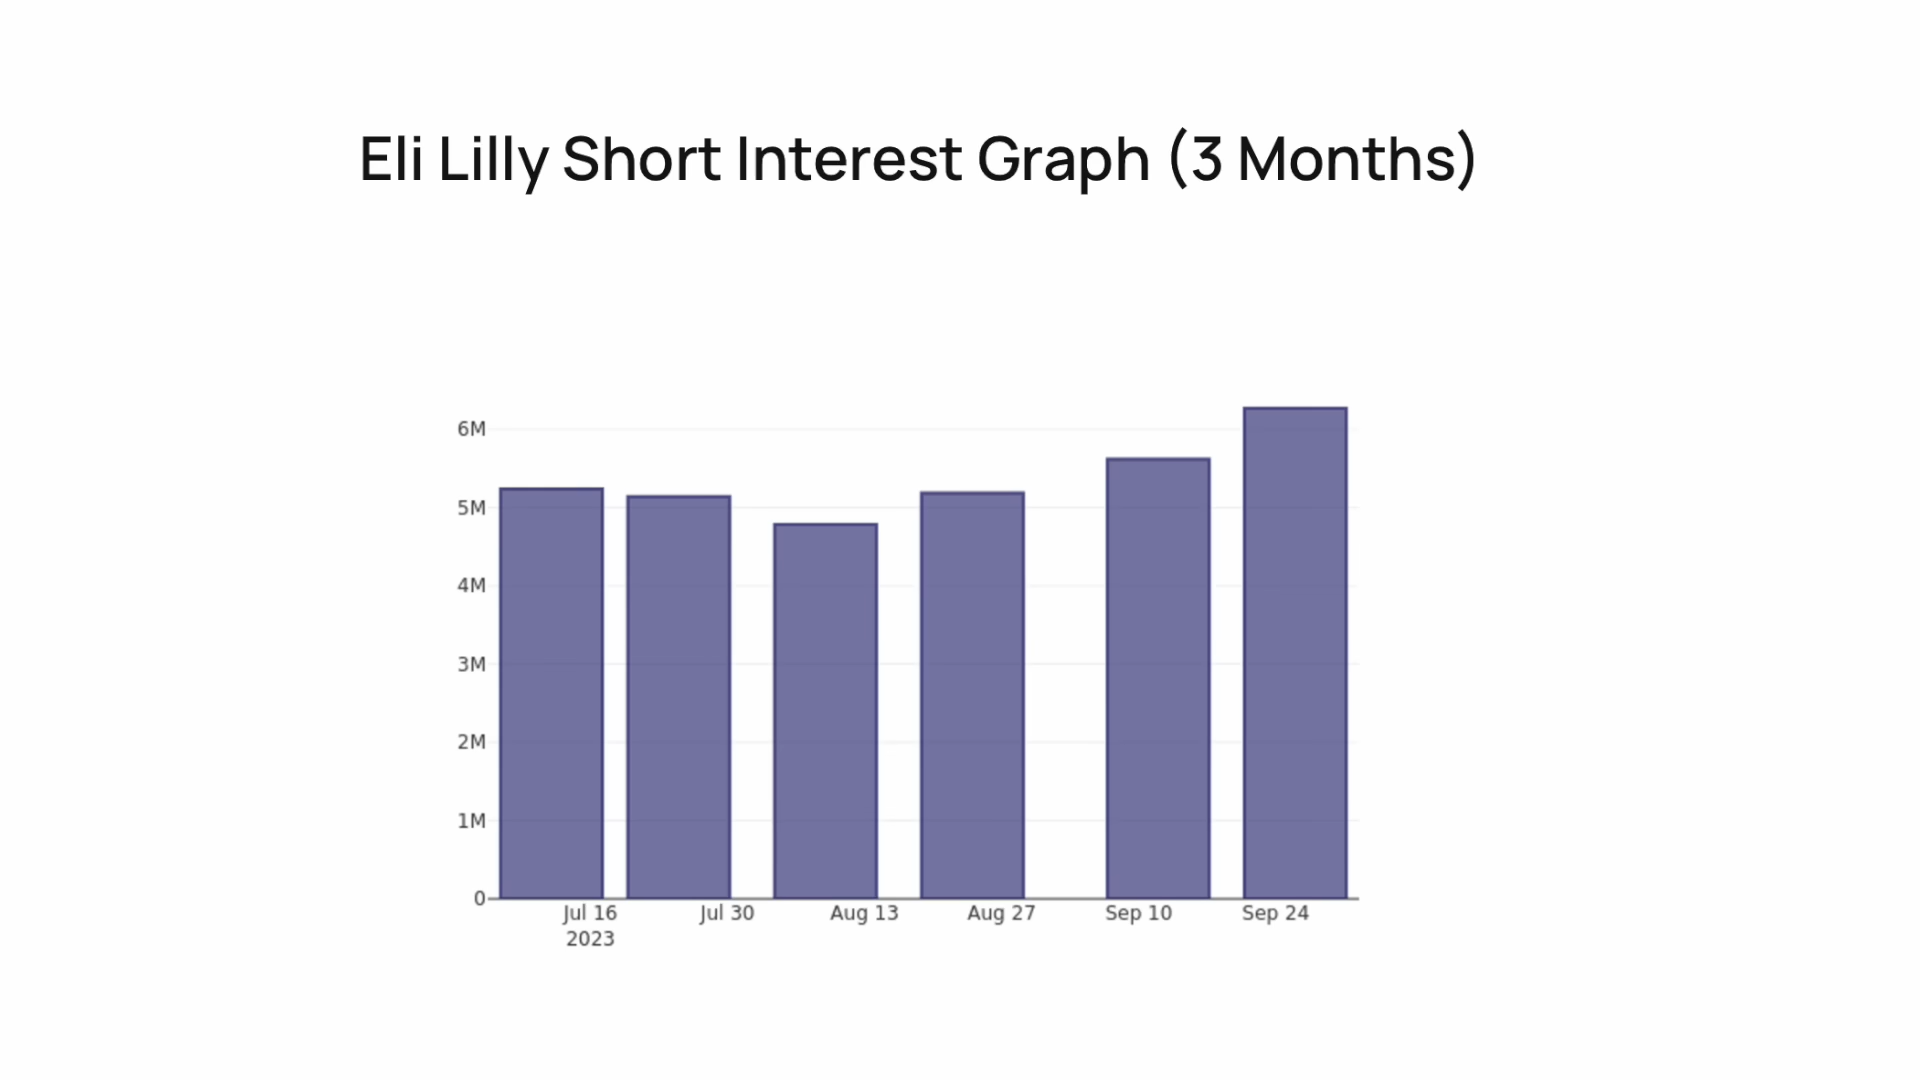 Eli Lilly Short Interest Graph (3 Months)
6M
5M
4M
3M
2M
1M
0
Jul 16 Jul 30 Aug 13 Aug 27 Sep 10 Sep 24
2023